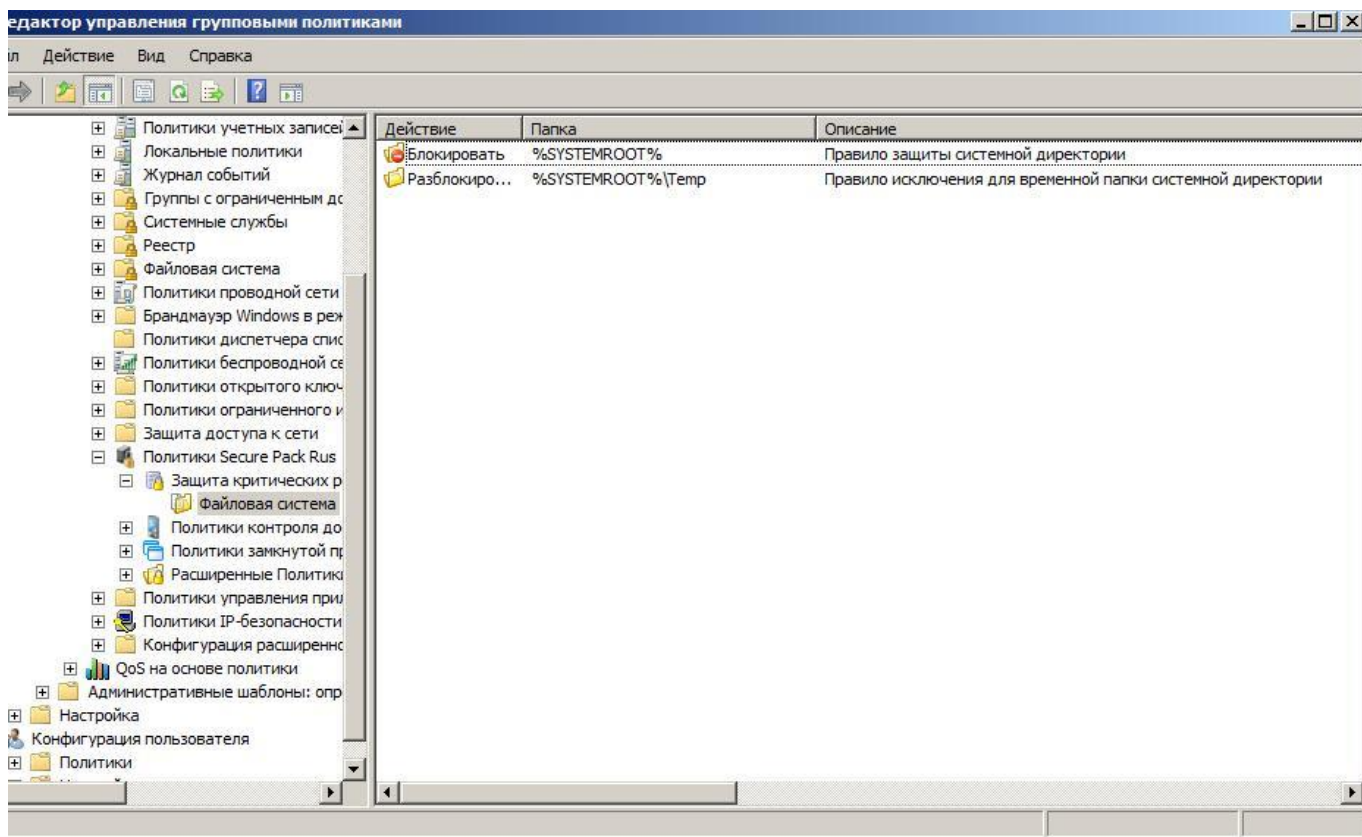 едактор управления групповыми политиками
Действие Вид Справка
Политики учетных записей
Локальные политики
Журнал событий
Группы с ограниченным дс
Системные службы
Реестр
Файловая система
Политики проводной сети
Брандмауэр Windows в реж
Политики диспетчера спис
Политики беспроводной се
Политики открытого ключ
Политики ограниченного и
Защита доступа к сети
Политики Secure Pack Rus
Защита критических р
Файловая система
Политики контроля до
Политики замкнутой пр
Расширенные Политики
Политики управления прил
Политики IP-безопасности
Конфигурация расширенно
QoS на основе политики
Административные шаблоны: опр
Настройка
Конфигурация пользователя
Политики
Действие Папка Описание
Блокировать %SYSTEMROOT% Правило защиты системной директории
Разблокиро... %SYSTEMROOT%\Temp Правило исключения для временной папки системной директории